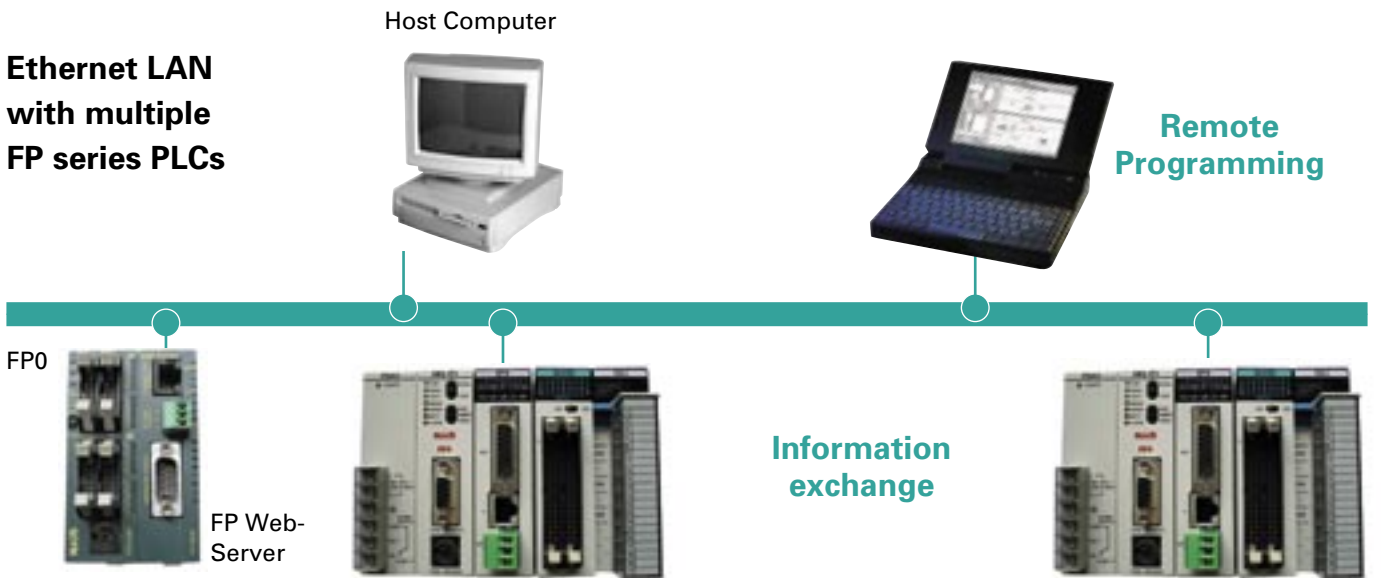 Host Computer
Ethernet LAN
with multiple
FP series PLCs
Remote
Programming
FP0
Information
exchange
FP Web-
Server